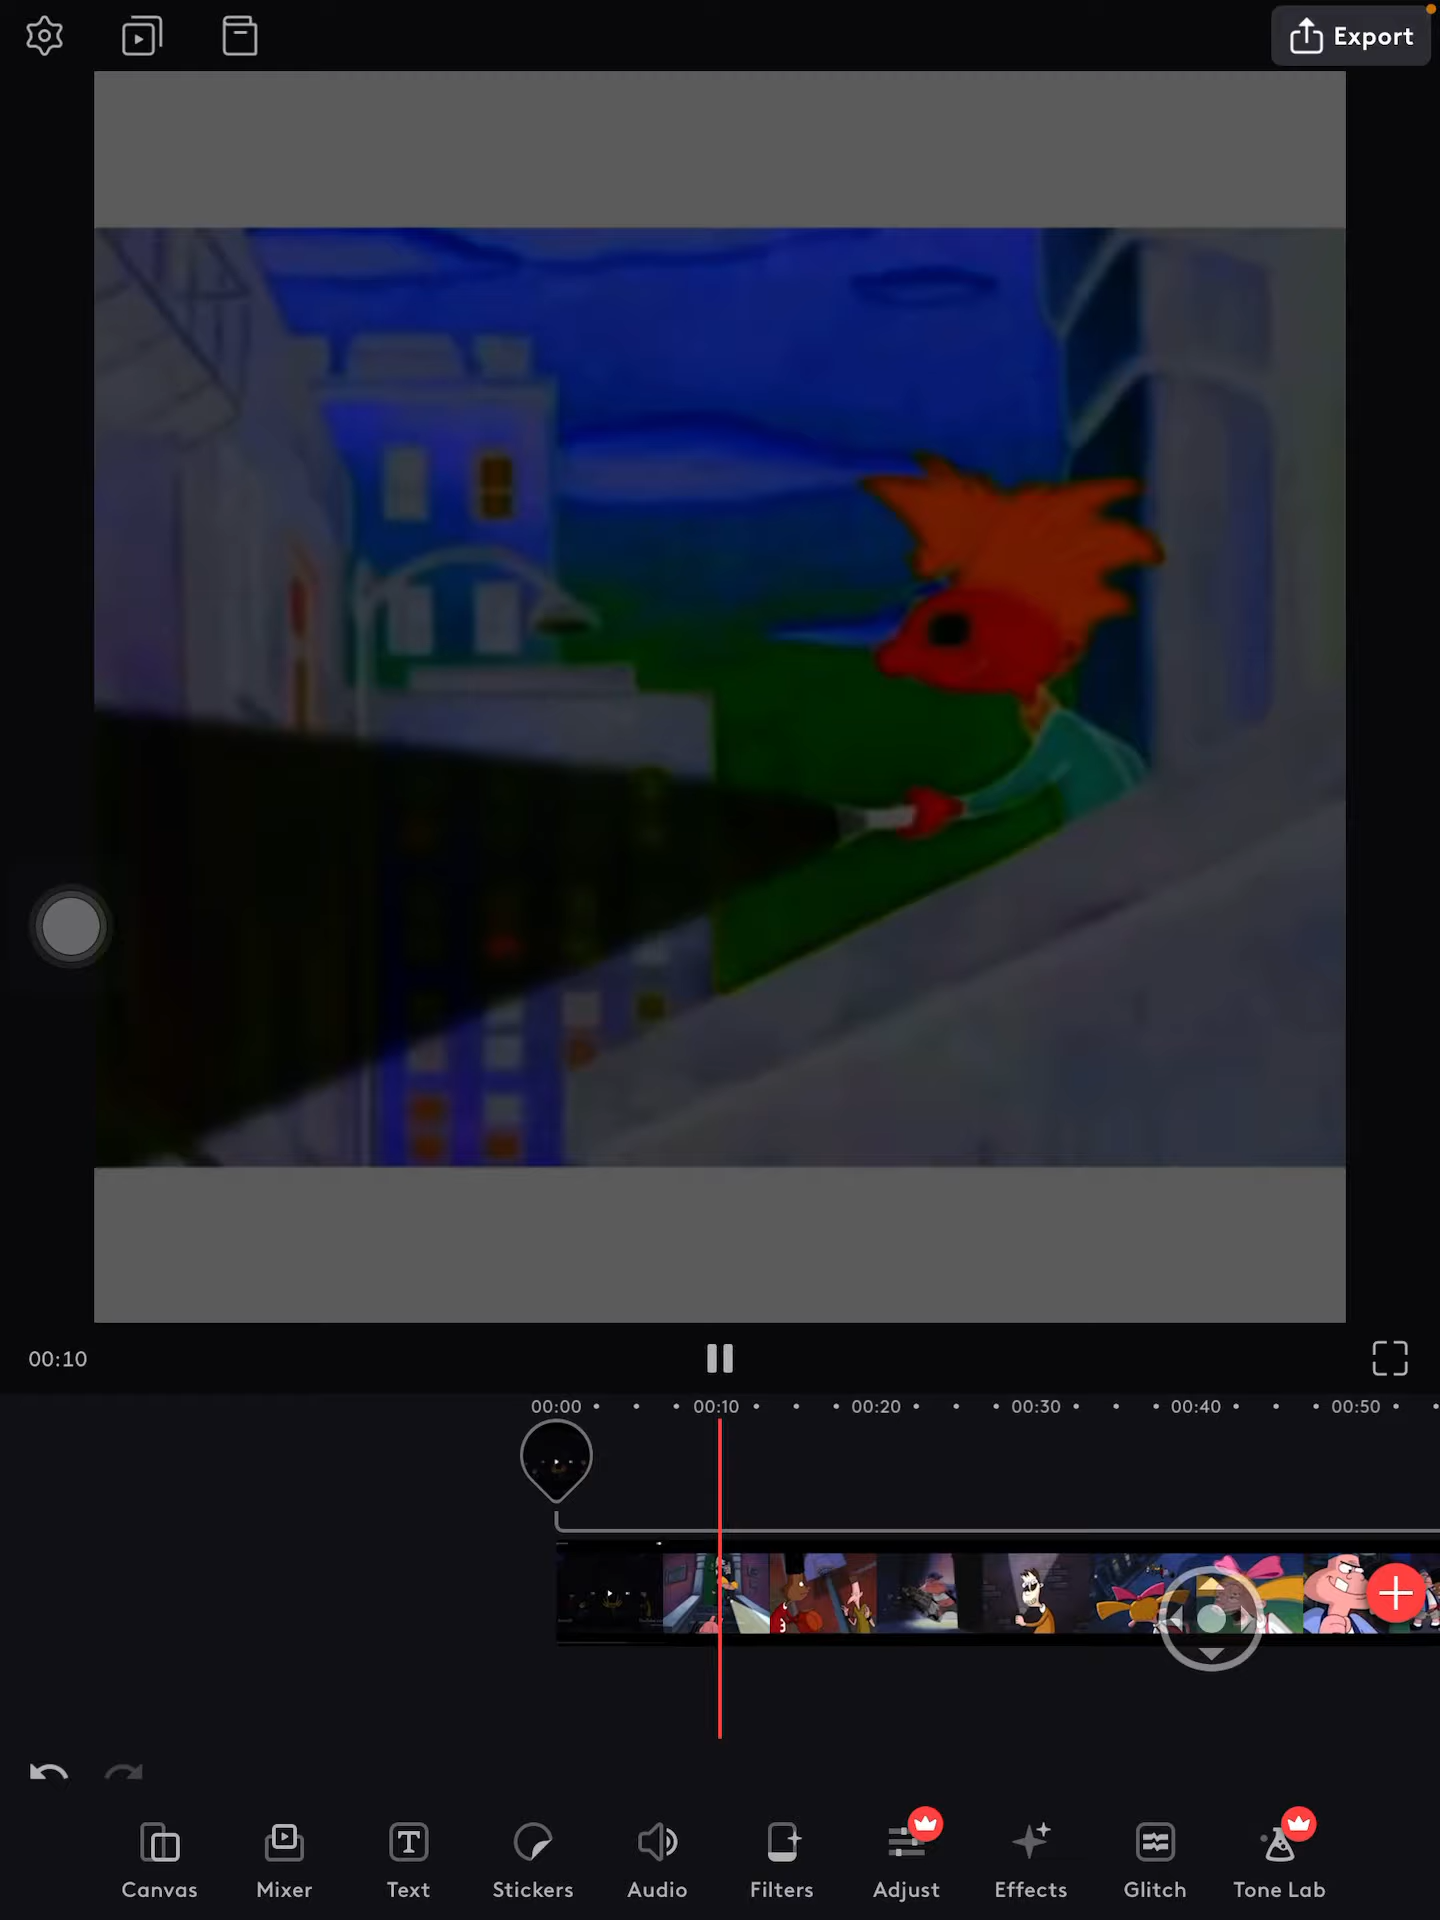 Export
00:10
00:00 00:10 00:20 00:30 00:40 00:50
Canvas Mixer Text Stickers Audio Filters Adjust Effects Glitch Tone Lab